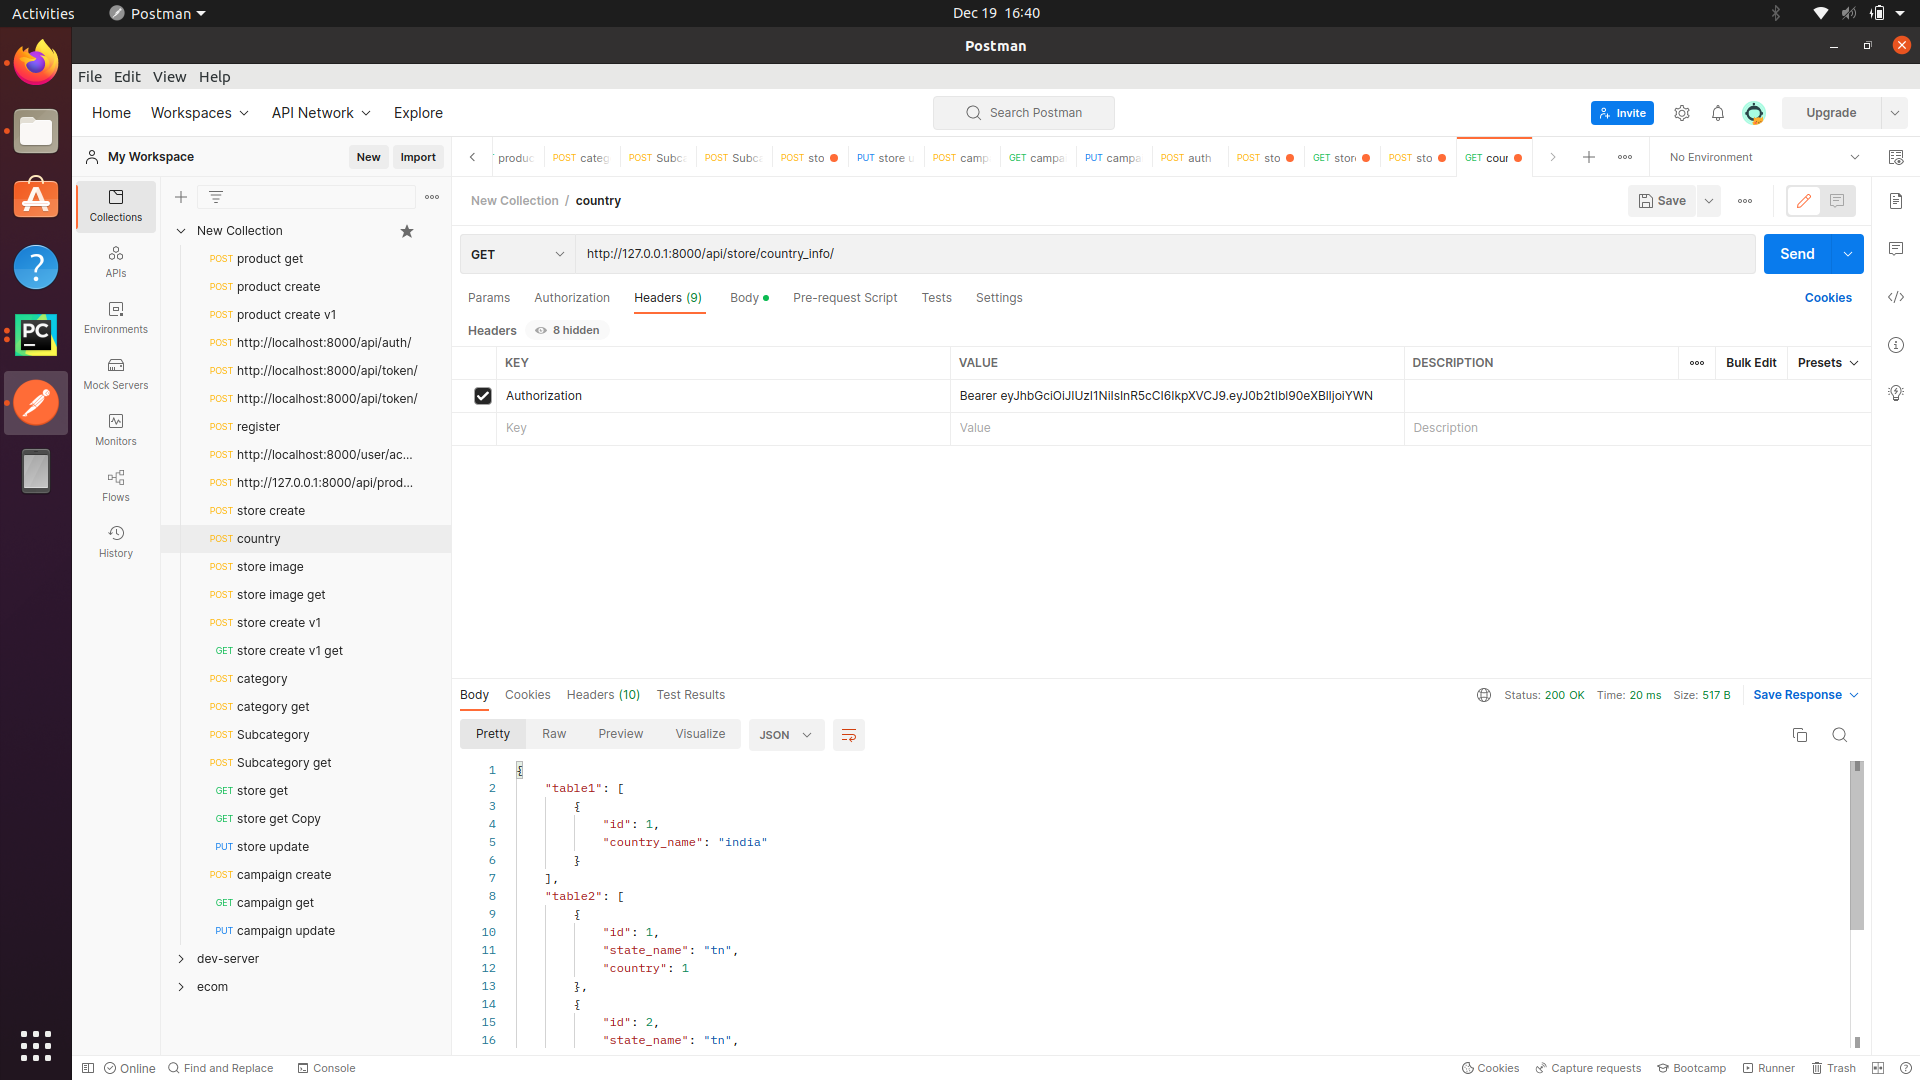 Activities
Postman
Dec 19 16:40
Postman
File Edit View Help
Home Workspaces API Network Explore
Search Postman
Invite
Upgrade
My Workspace
New Import
produc
POST categ
POST Subca
POST Subca
POST sto
PUT store u
POST camp
GET campa
PUT campa
POST auth
POST sto
GET store
POST sto
GET cour
No Environment
Collections
APIs
Environments
Mock Servers
Monitors
Flows
History
New Collection
POST product get
POST product create
POST product create v1
POST http://localhost:8000/api/auth/
POST http://localhost:8000/api/token/
POST http://localhost:8000/api/token/
POST register
POST http://localhost:8000/user/ac...
POST http://127.0.0.1:8000/api/prod...
POST store create
POST country
POST store image
POST store image get
POST store create v1
GET store create v1 get
POST category
POST category get
POST Subcategory
POST Subcategory get
GET store get
GET store get Copy
PUT store update
POST campaign create
GET campaign get
PUT campaign update
dev-server
ecom
New Collection / country
Save
GET
http://127.0.0.1:8000/api/store/country_info/
Send
Params Authorization Headers (9) Body Pre-request Script Tests Settings
Cookies
Headers 8 hidden
KEY VALUE DESCRIPTION
Bulk Edit Presets
Authorization
Key Value Description
Body Cookies Headers (10) Test Results
Status: 200 OK Time: 20 ms Size: 517 B Save Response
Pretty Raw Preview Visualize JSON
1 {
2 "table1": [
3 {
4 "id": 1,
5 "country_name": "india"
6 }
7 ],
8 "table2": [
9 {
10 "id": 1,
11 "state_name": "tn",
12 "country": 1
13 },
14 {
15 "id": 2,
16 "state_name": "tn",
Online Find and Replace Console
Cookies Capture requests Bootcamp Runner Trash